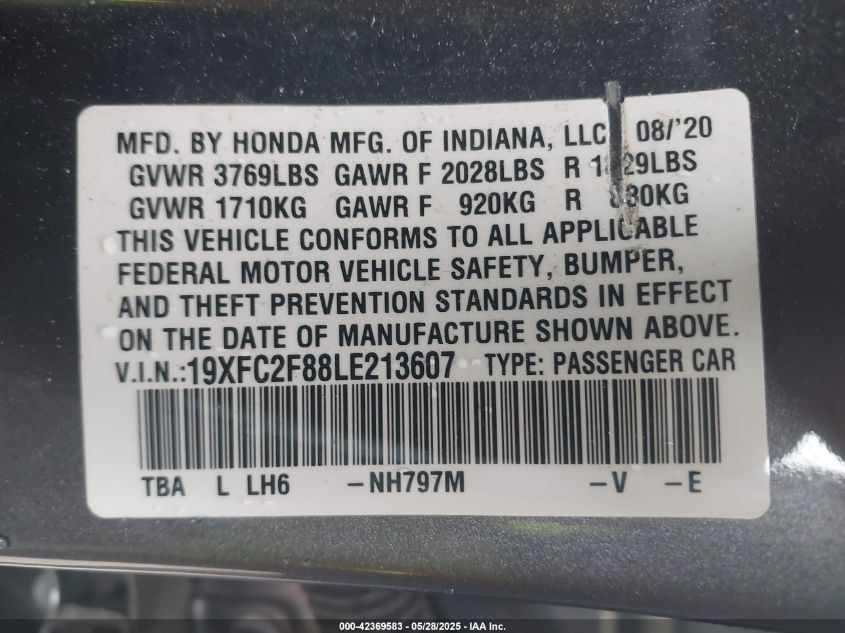 MFD. BY HONDA MFG. OF INDIANA, LLC 08/'20
GVWR 3769LBS GAWR F 2028LBS R
GVWR 1710KG GAWR F 920KG R
THIS VEHICLE CONFORMS TO ALL APPLICABLE
FEDERAL MOTOR VEHICLE SAFETY, BUMPER,
AND THEFT PREVENTION STANDARDS IN EFFECT
ON THE DATE OF MANUFACTURE SHOWN ABOVE.
V.I.N.:19XFC2F88LE213607 TYPE: PASSENGER CAR
TBA L LH6 -NH797M -V -E
000-42369583 - 05/28/2025 - IAA Inc.